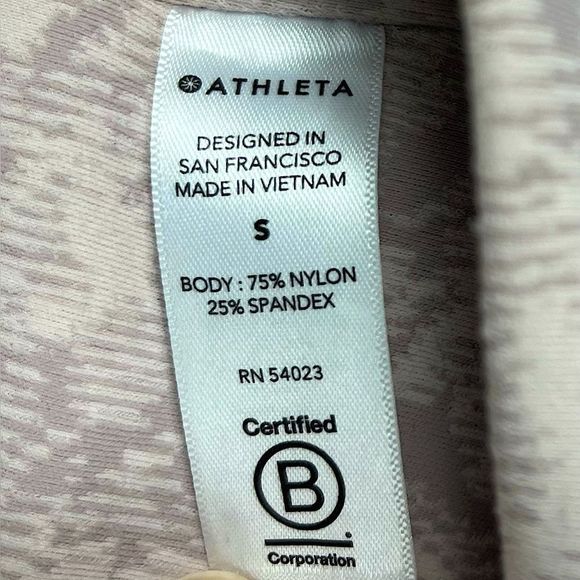 ATHLETA
DESIGNED IN
SAN FRANCISCO
MADE IN VIETNAM
S
BODY : 75% NYLON
25% SPANDEX
RN 54023
Certified
B
Corporation